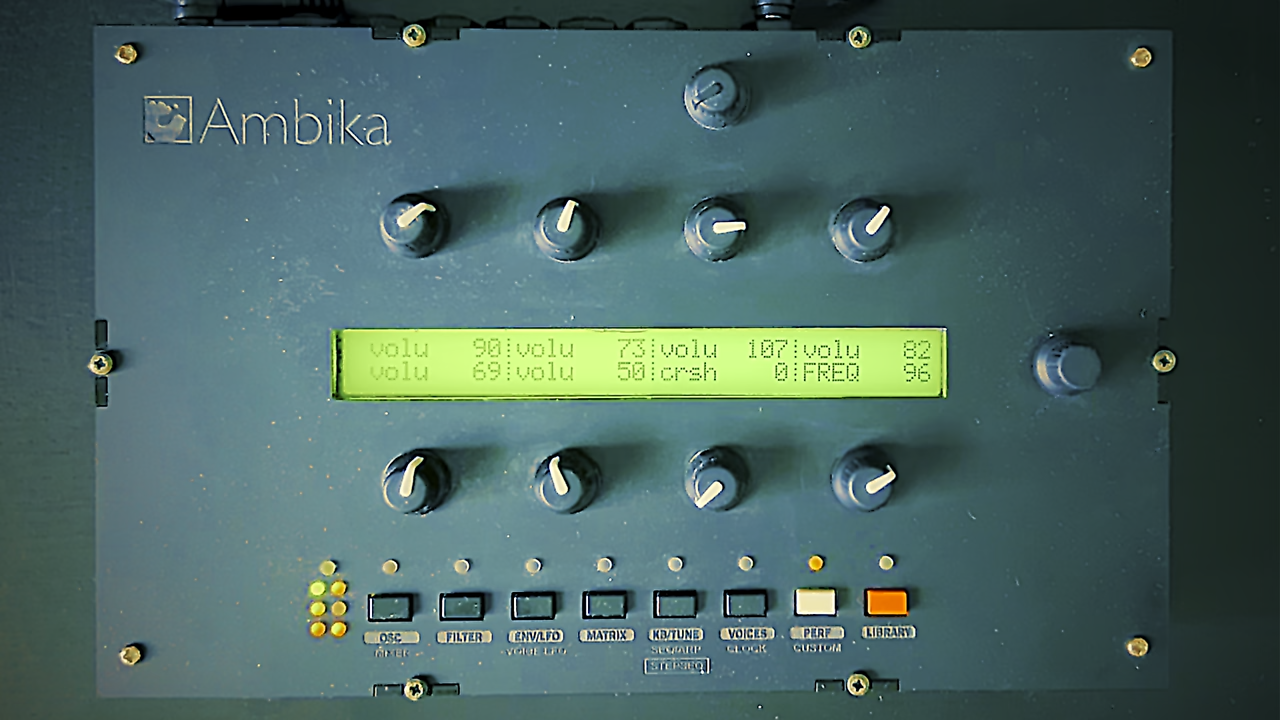 Ambika
volu 90 volu 73 volu 107 volu 82
volu 69 volu 50 crsh 0 FREQ 96
OSC FILTER ENV/LFO MATRIX KB/TUNE VOICES PERF LIBRARY
MIXER VOICE LFO SEQ/ARP CLOCK CUSTOM
STEPSEQ